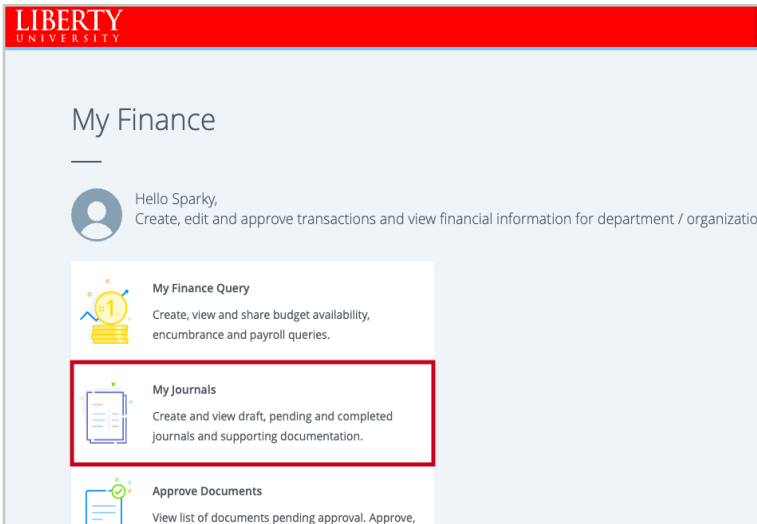 LIBERTY
UNIVERSITY
My Finance
Hello Sparky,
Create, edit and approve transactions and view financial information for department / organizatio
1
My Finance Query
Create, view and share budget availability,
encumbrance and payroll queries.
My Journals
Create and view draft, pending and completed
journals and supporting documentation.
Approve Documents
View list of documents pending approval. Approve,